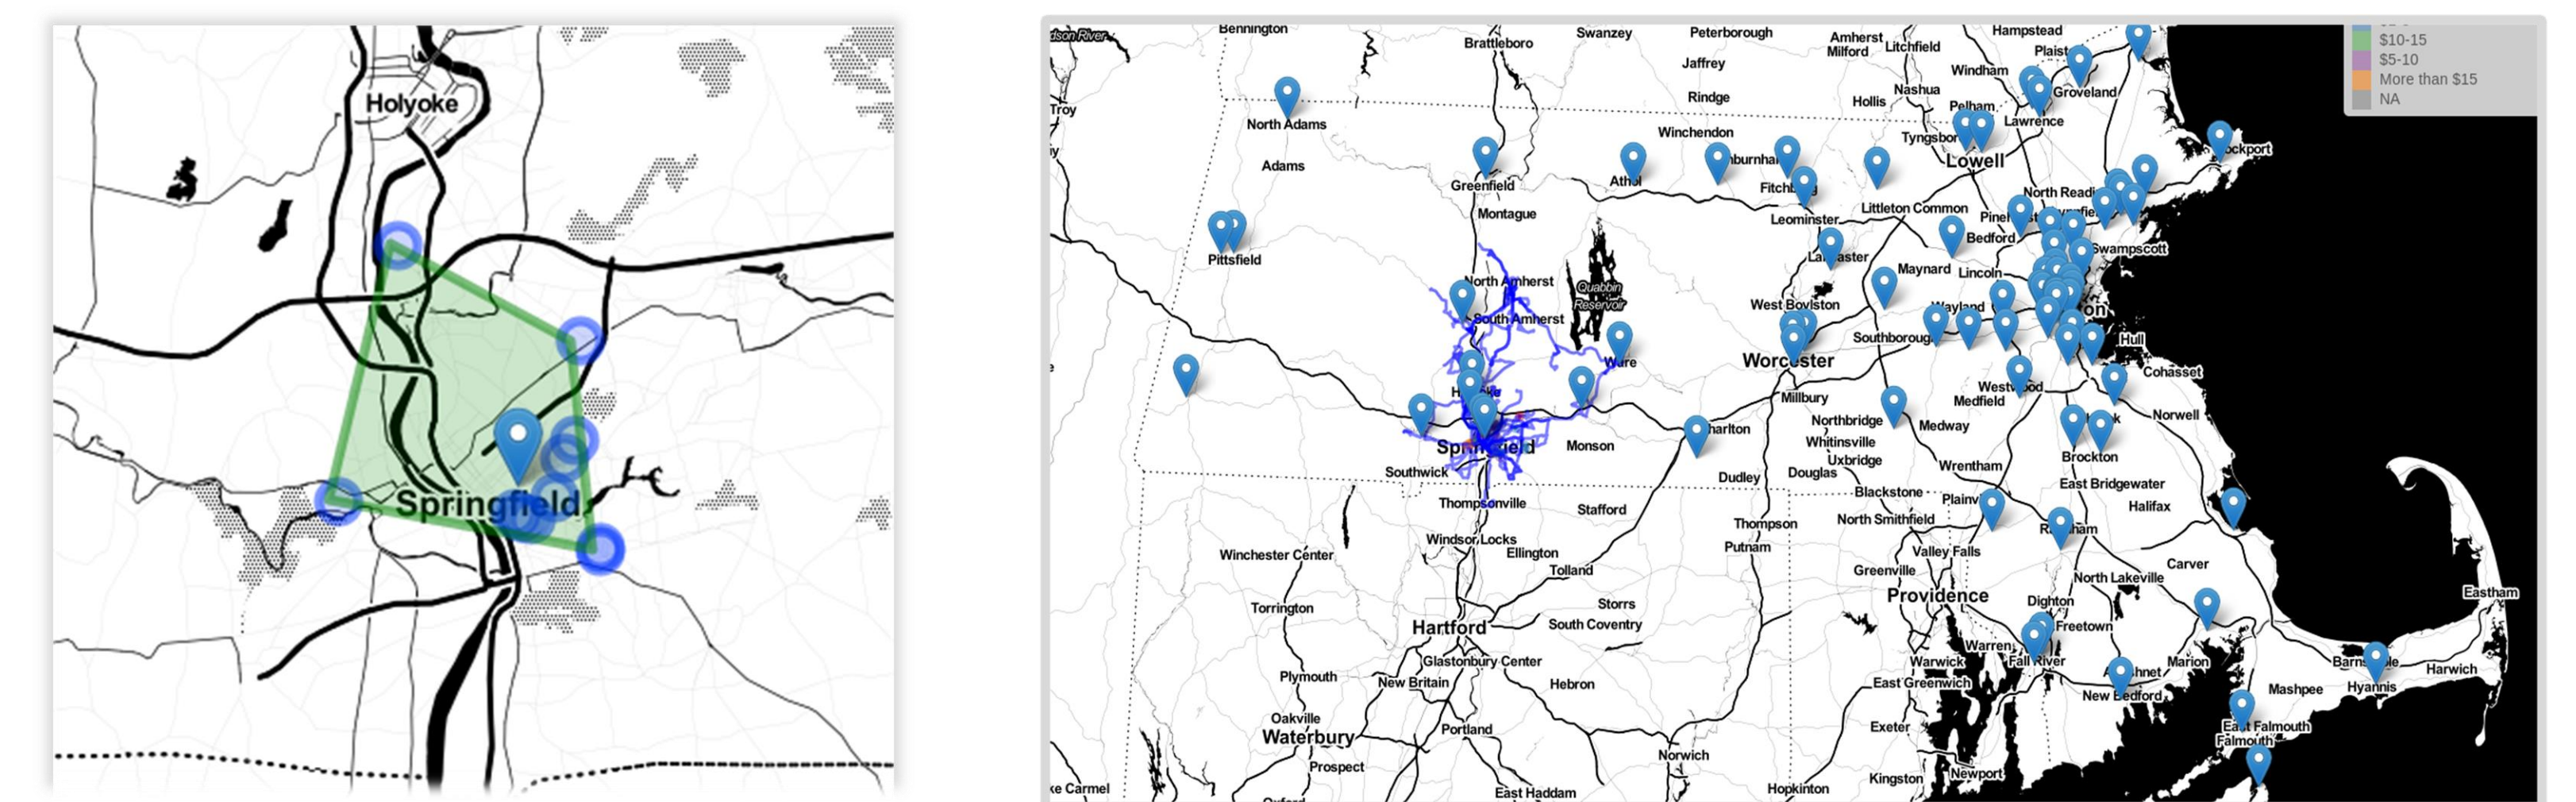 Holyoke
Springfield
dson River
Bennington
Brattleboro
Swanzey
Peterborough
Amherst
Milford
Litchfield
Hampstead
Plaist
$10-15
$5-10
More than $15
NA
Jaffrey
Windham
Troy
Rindge
Hollis
Nashua
Pelham
Groveland
North Adams
Winchendon
Tyngsbor
Lawrence
Adams
Greenfield
Athol
Lowell
Leominster
Littleton Common
North Readi
Montague
Bedford
Swampscott
Pittsfield
Maynard
Lincoln
North Amherst
Quabbin
Reservoir
West Boylston
Wayland
South Amherst
Ware
Worcester
Southboroug
Hull
Cohasset
Millbury
Westwood
Medfield
Norwell
Springfield
Monson
Northbridge
Medway
Whitinsville
Uxbridge
Brockton
Southwick
Dudley
Douglas
Wrentham
East Bridgewater
Thompsonville
Stafford
Blackstone
Plainv
Halifax
Thompson
North Smithfield
Windsor Locks
Ellington
Putnam
Valley Falls
Winchester Center
Tolland
Greenville
Carver
North Lakeville
Torrington
Storrs
Providence
Dighton
Eastham
Hartford
South Coventry
Freetown
Glastonbury Center
Warren
Warwick
Fall River
Marion
Harwich
Plymouth
New Britain
Hebron
East Greenwich
New Bedford
Mashpee
Hyannis
Oakville
Waterbury
Portland
Exeter
East Falmouth
Falmouth
Norwich
Prospect
Kingston
Newport
ke Carmel
East Haddam
Hopkinton